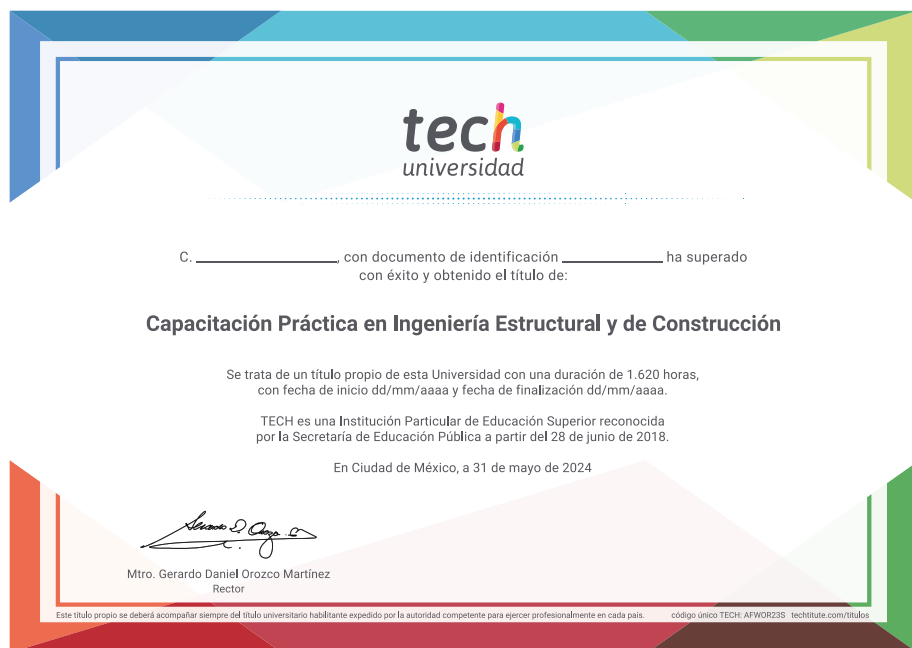 tech
universidad
C. ____________________, con documento de identificación ______________ ha superado
con éxito y obtenido el título de:
Capacitación Práctica en Ingeniería Estructural y de Construcción
Se trata de un título propio de esta Universidad con una duración de 1.620 horas,
con fecha de inicio dd/mm/aaaa y fecha de finalización dd/mm/aaaa.
TECH es una Institución Particular de Educación Superior reconocida
por la Secretaría de Educación Pública a partir del 28 de junio de 2018.
En Ciudad de México, a 31 de mayo de 2024
Mtro. Gerardo Daniel Orozco Martínez
Rector
Este título propio se deberá acompañar siempre del título universitario habilitante expedido por la autoridad competente para ejercer profesionalmente en cada país. código único TECH: AFWOR23S techtitute.com/titulos